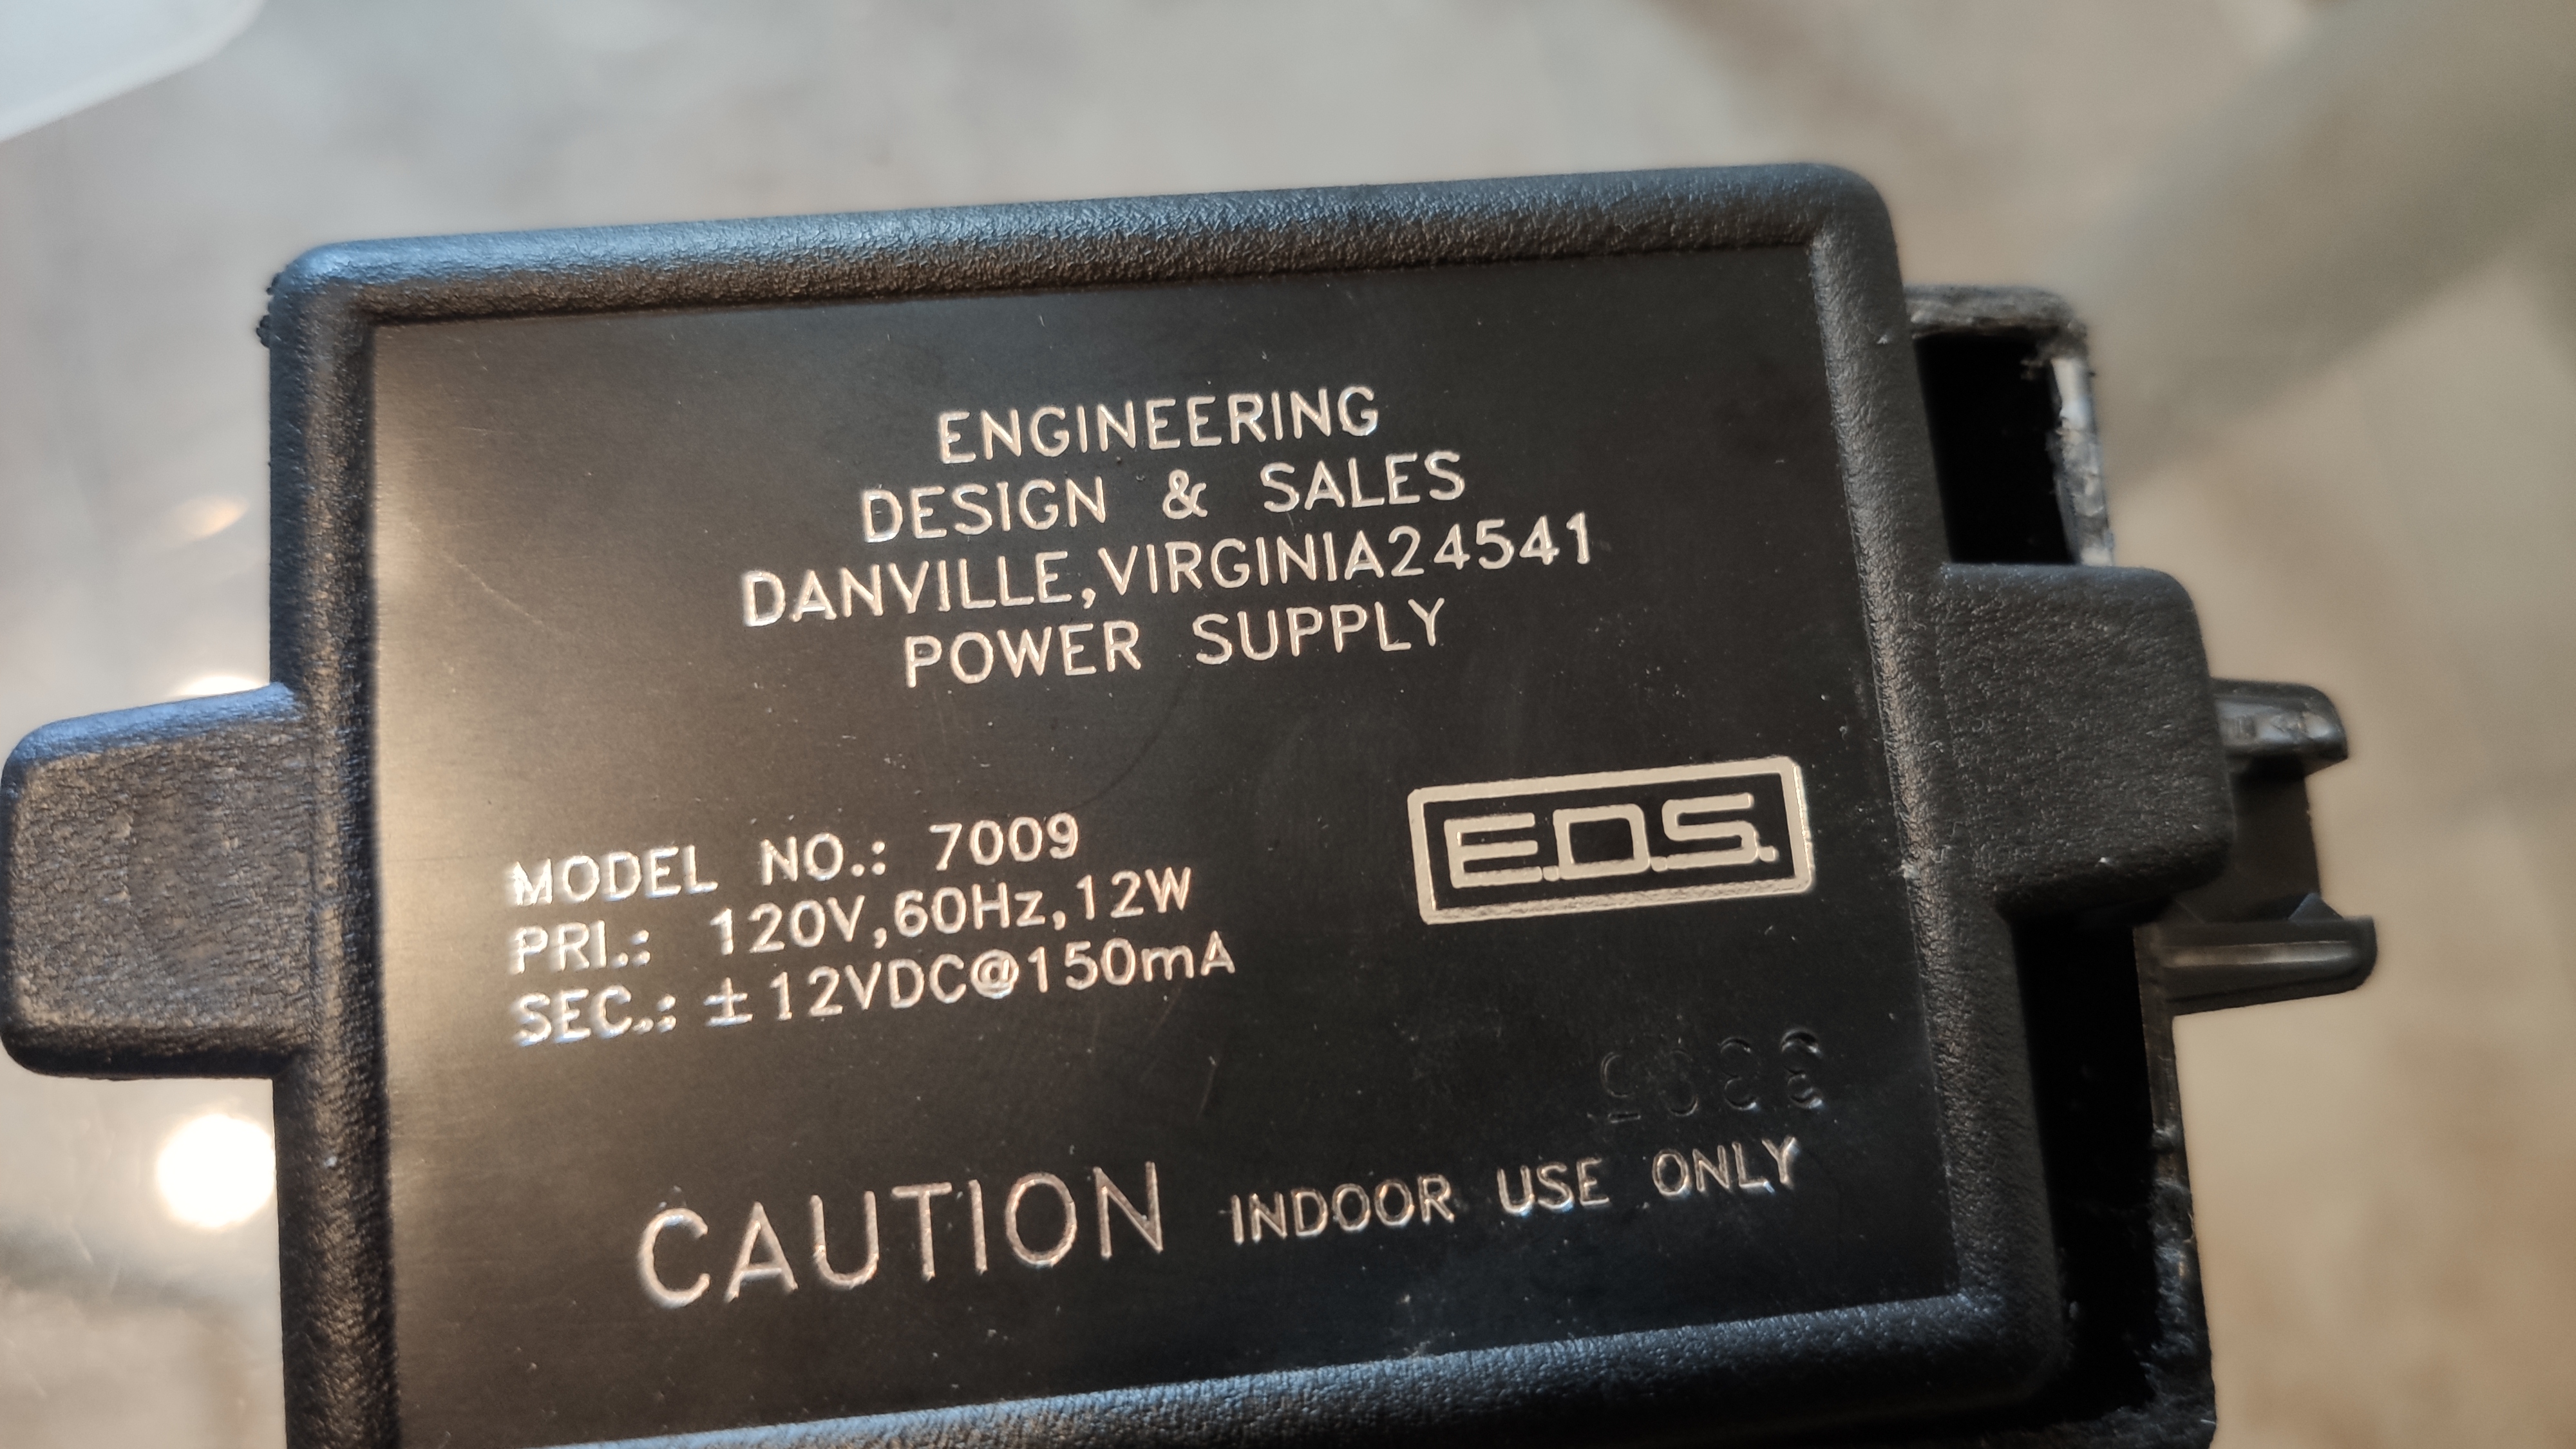 ENGINEERING
DESIGN & SALES
DANVILLE,VIRGINIA24541
POWER SUPPLY
E.D.S.
MODEL NO.: 7009
PRI.: 120V,60Hz,12W
SEC.: ±12VDC@150mA
CAUTION INDOOR USE ONLY